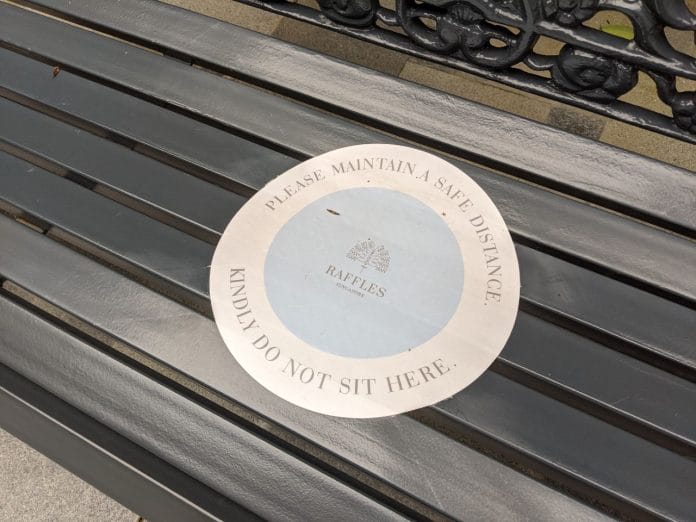 PLEASE MAINTAIN A SAFE DISTANCE.
RAFFLES
SINGAPORE
KINDLY DO NOT SIT HERE.